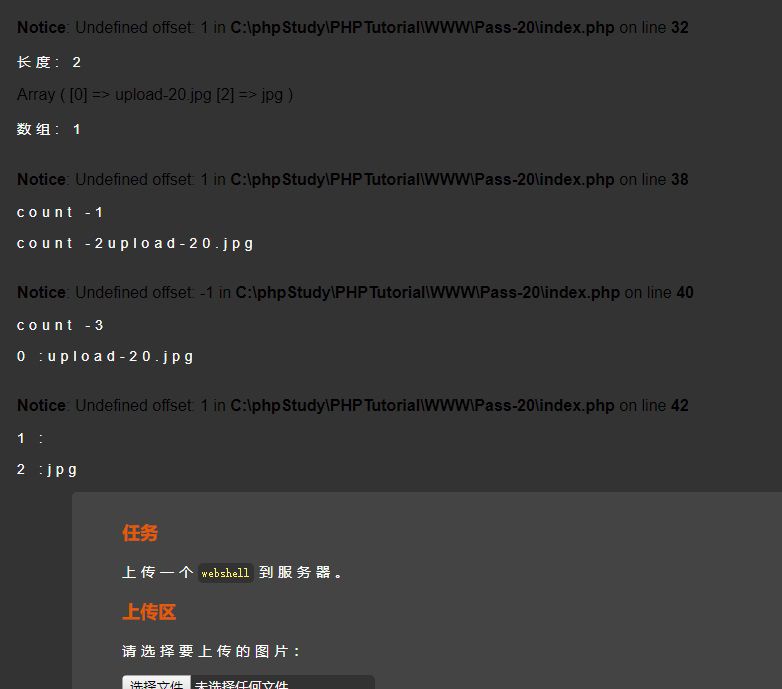 Notice: Undefined offset: 1 in C:\phpStudy\PHPTutorial\WWW\Pass-20\index.php on line 32
长度: 2
Array ( [0] => upload-20.jpg [2] => jpg )
数组: 1
Notice: Undefined offset: 1 in C:\phpStudy\PHPTutorial\WWW\Pass-20\index.php on line 38
count -1
count -2upload-20.jpg
Notice: Undefined offset: -1 in C:\phpStudy\PHPTutorial\WWW\Pass-20\index.php on line 40
count -3
0 :upload-20.jpg
Notice: Undefined offset: 1 in C:\phpStudy\PHPTutorial\WWW\Pass-20\index.php on line 42
1 :
2 :jpg
任务
上传一个 webshell 到服务器。
上传区
请选择要上传的图片:
选择文件 未选择任何文件